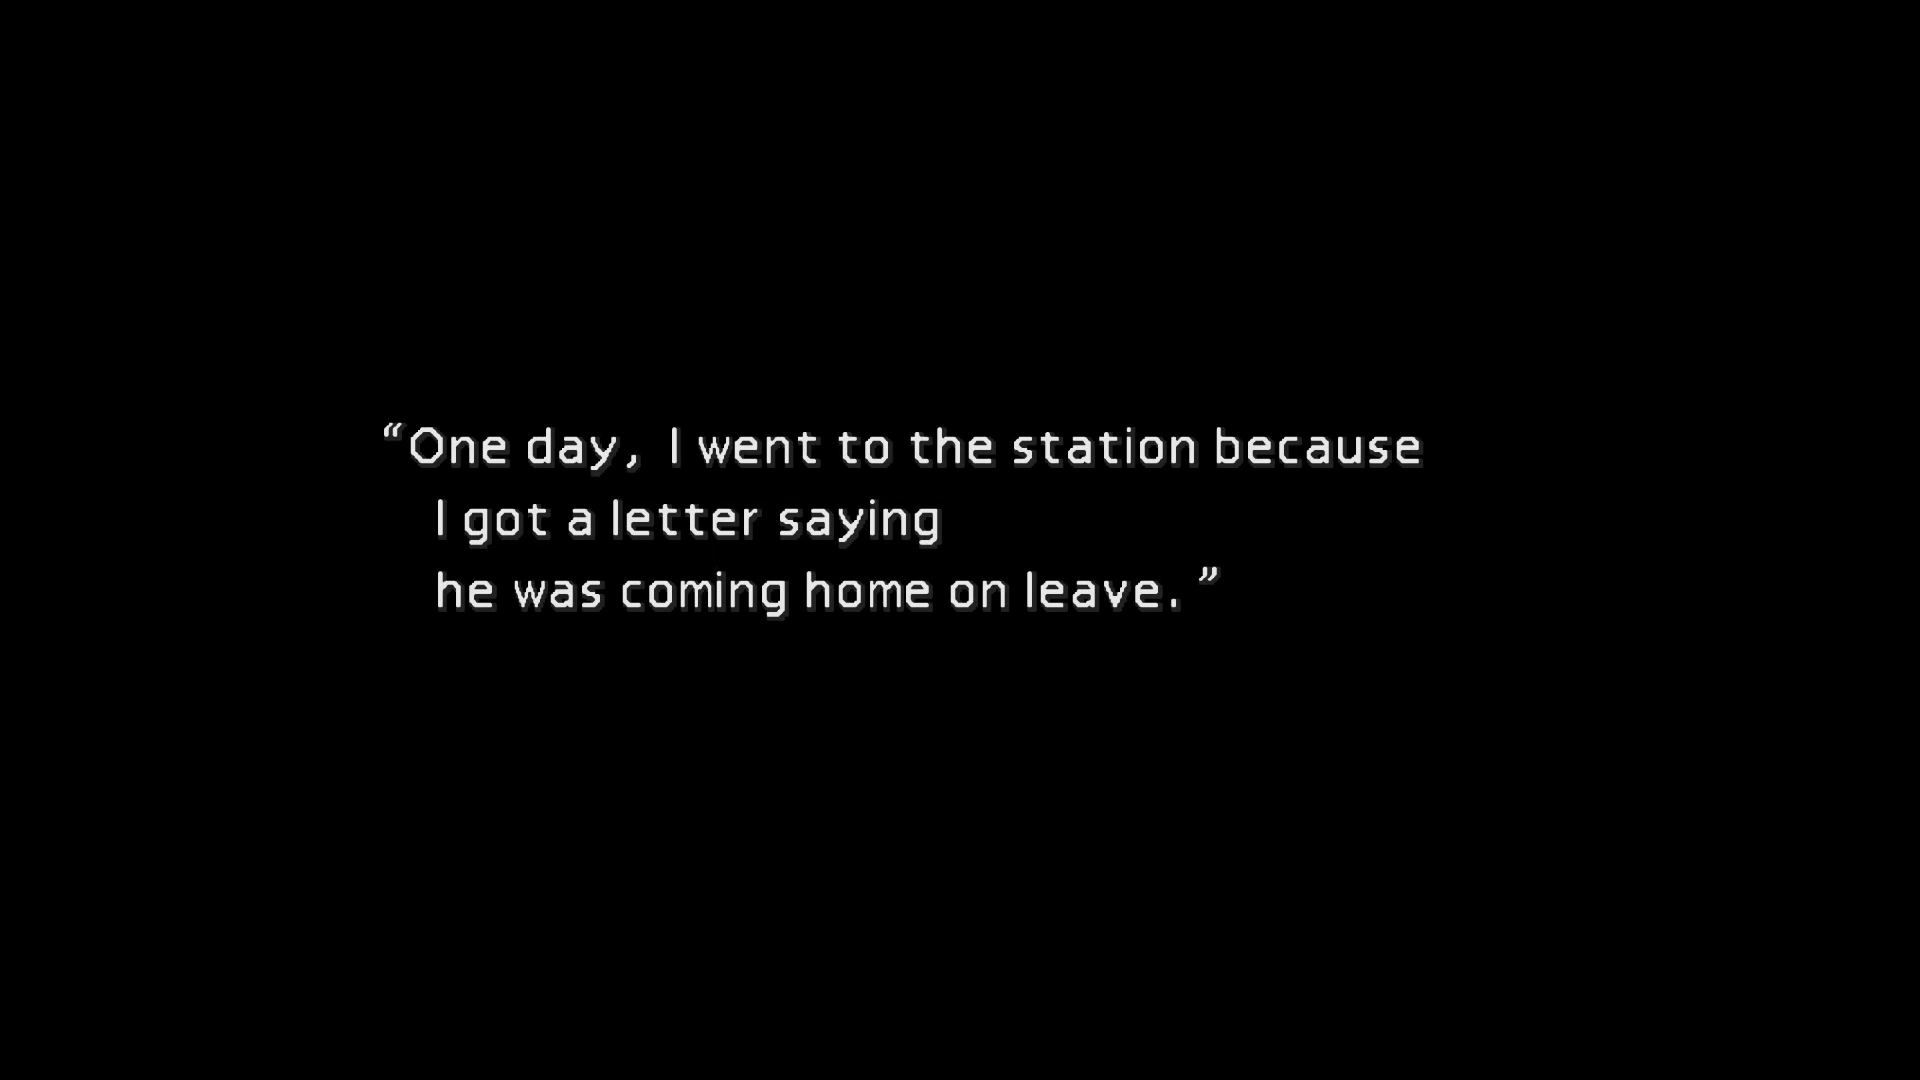 “One day, I went to the station because
I got a letter saying
he was coming home on leave.”